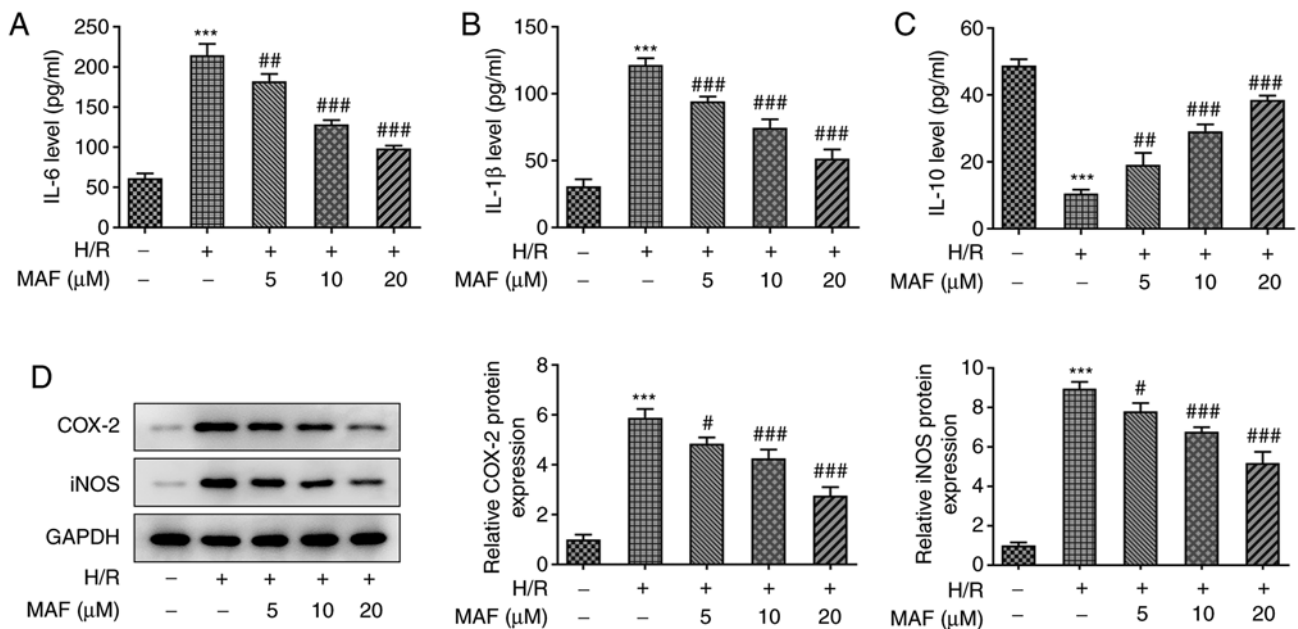 A
IL-6 level (pg/ml)
250
200
150
100
50
0
***
##
###
###
H/R – + + + +
MAF (μM) – – 5 10 20
B
IL-1β level (pg/ml)
150
100
50
0
***
###
###
###
H/R – + + + +
MAF (μM) – – 5 10 20
C
IL-10 level (pg/ml)
60
40
20
0
***
##
###
###
H/R – + + + +
MAF (μM) – – 5 10 20
D
COX-2
iNOS
GAPDH
H/R – + + + +
MAF (μM) – – 5 10 20
Relative COX-2 protein
expression
8
6
4
2
0
***
#
###
###
H/R – + + + +
MAF (μM) – – 5 10 20
Relative iNOS protein
expression
10
8
6
4
2
0
***
#
###
###
H/R – + + + +
MAF (μM) – – 5 10 20